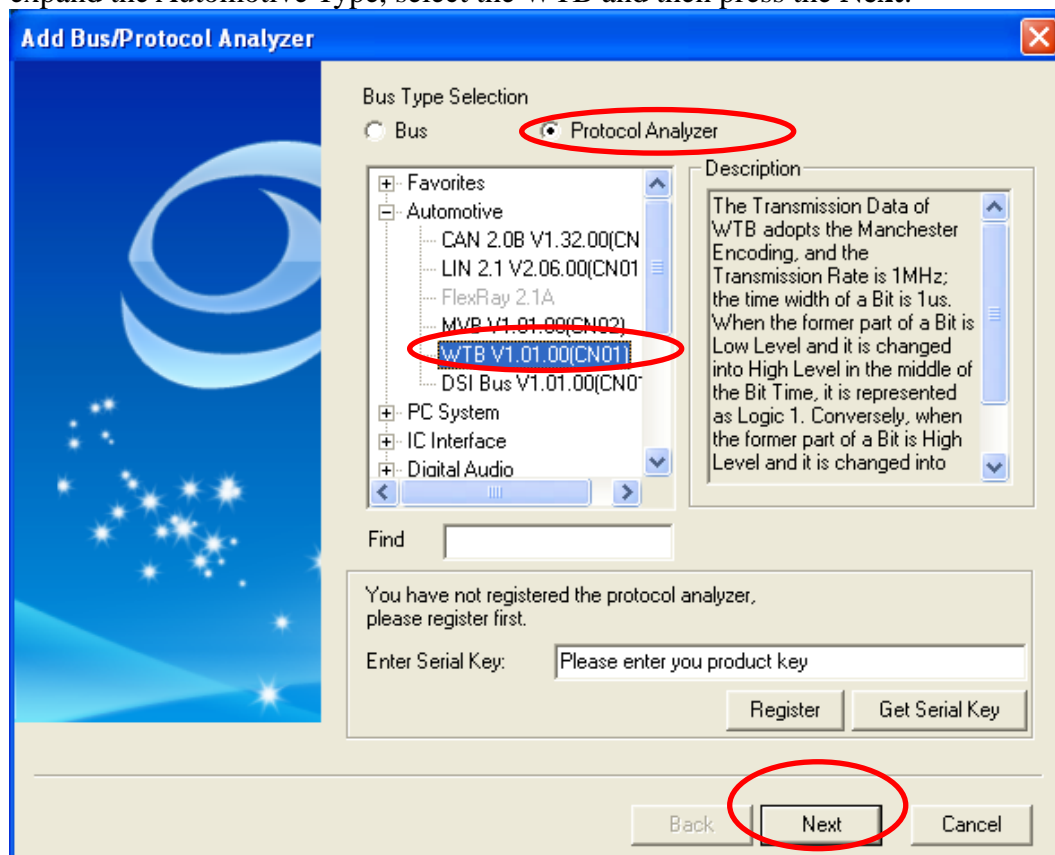 expand the Automotive Type, select the WTB and then press the Next.
Add Bus/Protocol Analyzer
Bus Type Selection
Bus
Protocol Analyzer
Favorites
Automotive
CAN 2.0B V1.32.00(CN
LIN 2.1 V2.06.00(CN01
FlexRay 2.1A
MVB V1.01.00(CN02)
WTB V1.01.00(CN01)
DSI Bus V1.01.00(CN0
PC System
IC Interface
Digital Audio
Description
The Transmission Data of
WTB adopts the Manchester
Encoding, and the
Transmission Rate is 1MHz;
the time width of a Bit is 1us.
When the former part of a Bit is
Low Level and it is changed
into High Level in the middle of
the Bit Time, it is represented
as Logic 1. Conversely, when
the former part of a Bit is High
Level and it is changed into
Find
You have not registered the protocol analyzer,
please register first.
Enter Serial Key:
Please enter you product key
Register
Get Serial Key
Back
Next
Cancel